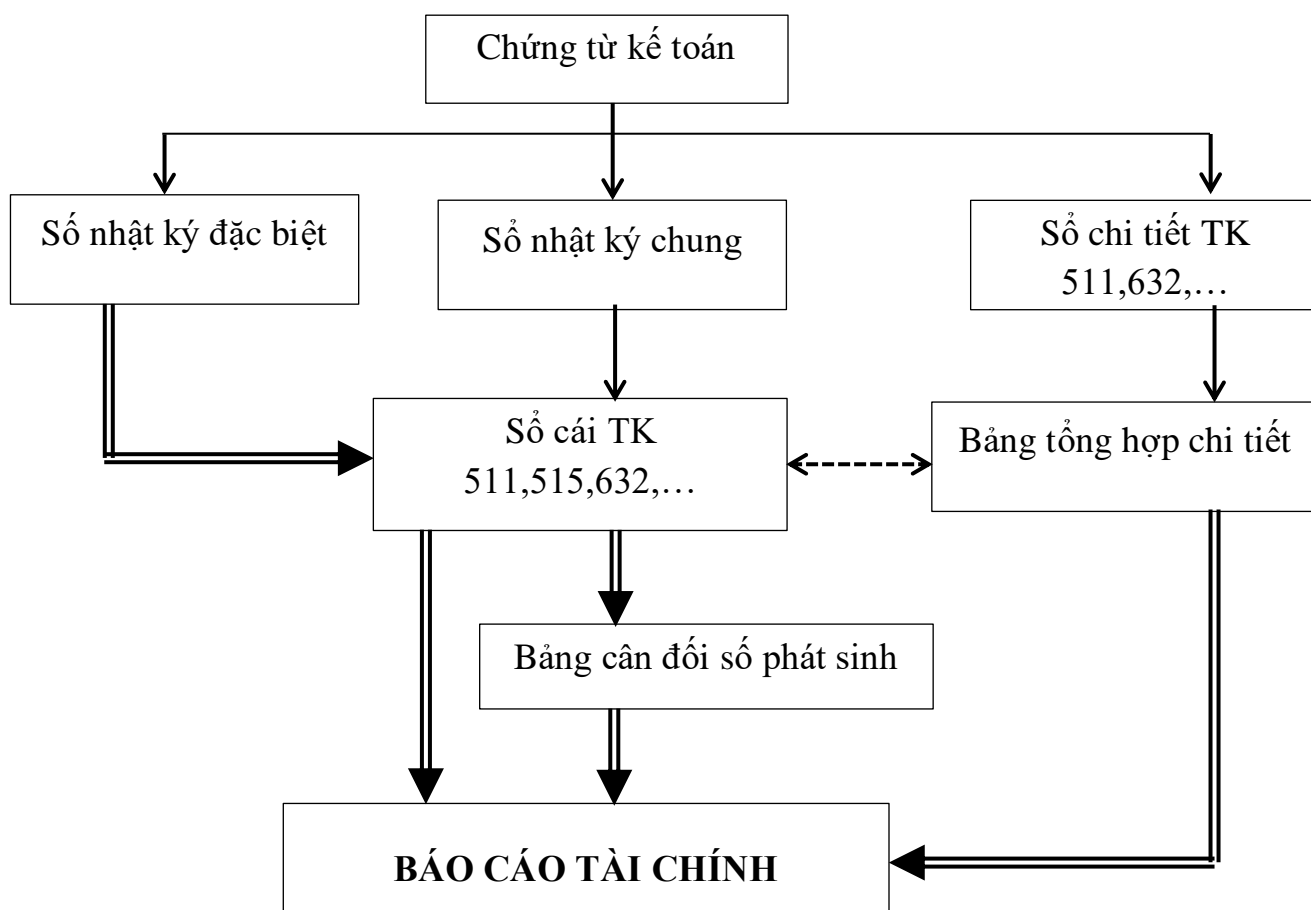 Chứng từ kế toán
Số nhật ký đặc biệt
Sổ nhật ký chung
Sổ chi tiết TK
511,632,…
Sổ cái TK
511,515,632,…
Bảng tổng hợp chi tiết
Bảng cân đối số phát sinh
BÁO CÁO TÀI CHÍNH